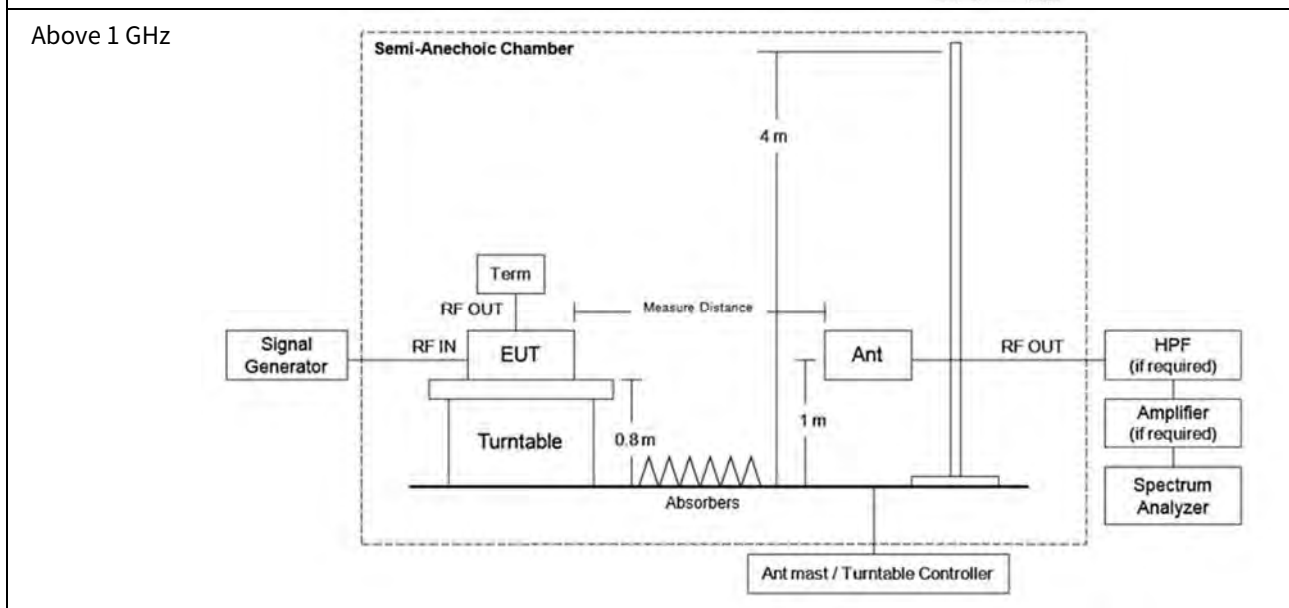 Above 1 GHz
Semi-Anechoic Chamber
4 m
Term
RF OUT
Measure Distance
Signal
Generator
RF IN
EUT
Ant
RF OUT
HPF
(if required)
Amplifier
(if required)
Spectrum
Analyzer
Turntable
0.8 m
1 m
Absorbers
Ant mast / Turntable Controller